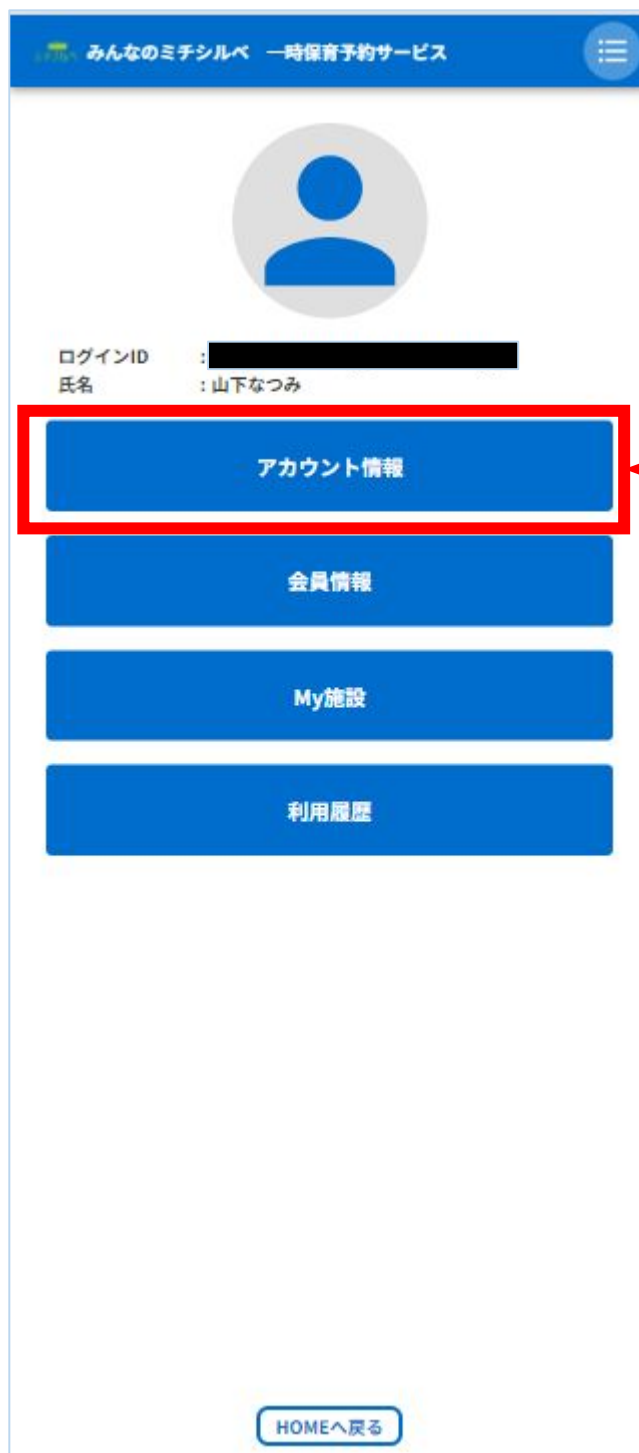 みんなのミチシルベ 一時保育予約サービス
ログインID :
氏名 : 山下なつみ
アカウント情報
会員情報
My施設
利用履歴
HOMEへ戻る